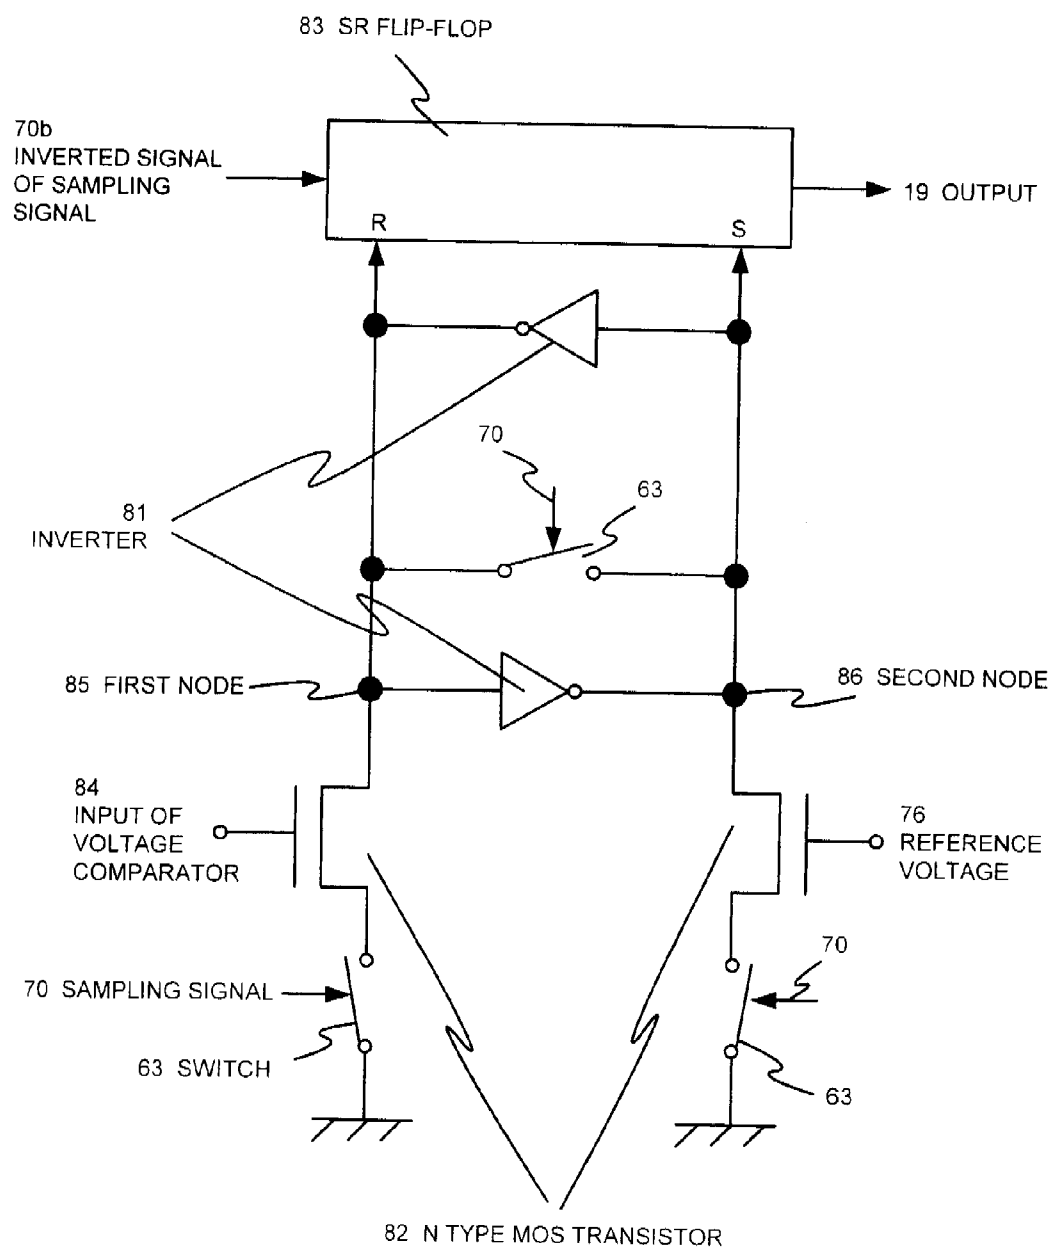 83 SR FLIP-FLOP
70b
INVERTED SIGNAL
OF SAMPLING
SIGNAL
19 OUTPUT
R
S
70
63
81
INVERTER
85 FIRST NODE
86 SECOND NODE
84
INPUT OF
VOLTAGE
COMPARATOR
76
REFERENCE
VOLTAGE
70
70 SAMPLING SIGNAL
63 SWITCH
63
82 N TYPE MOS TRANSISTOR